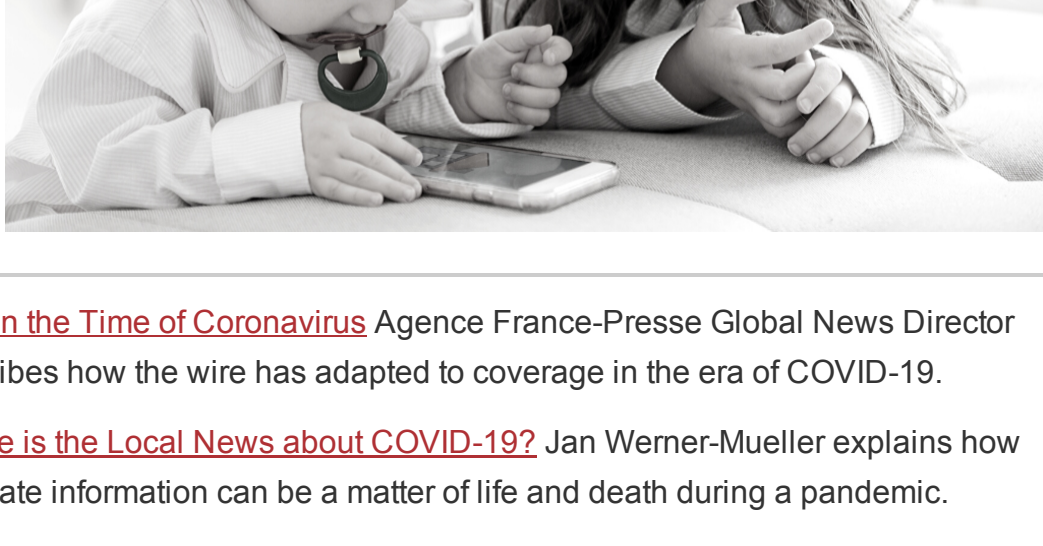 n the Time of Coronavirus Agence France-Presse Global News Director
ibes how the wire has adapted to coverage in the era of COVID-19.
e is the Local News about COVID-19? Jan Werner-Mueller explains how
ate information can be a matter of life and death during a pandemic.